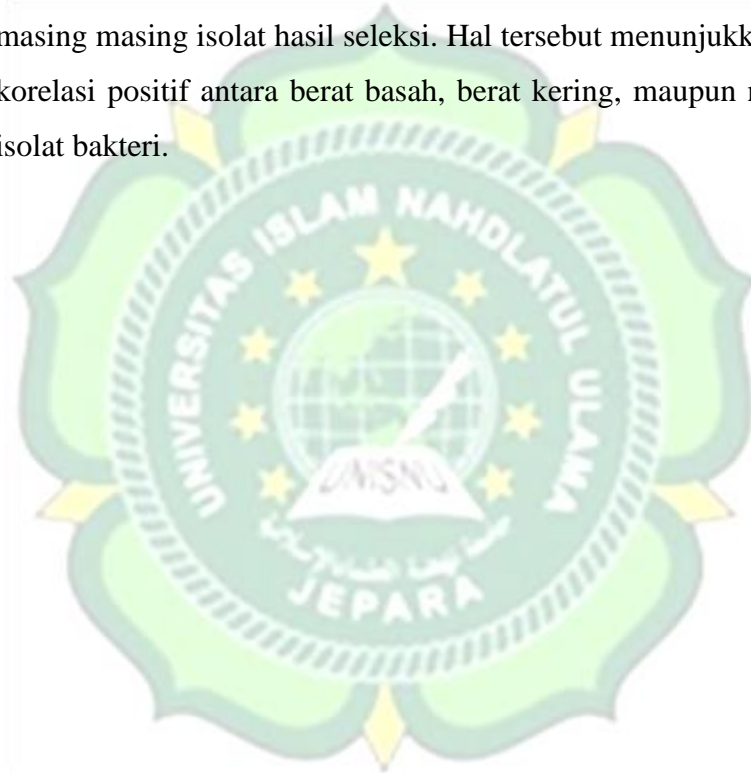 masing masing isolat hasil seleksi. Hal tersebut menunjukk
korelasi positif antara berat basah, berat kering, maupun
isolat bakteri.
UNIVERSITAS ISLAM NAHDLATUL ULAMA
UNISNU
JEPARA